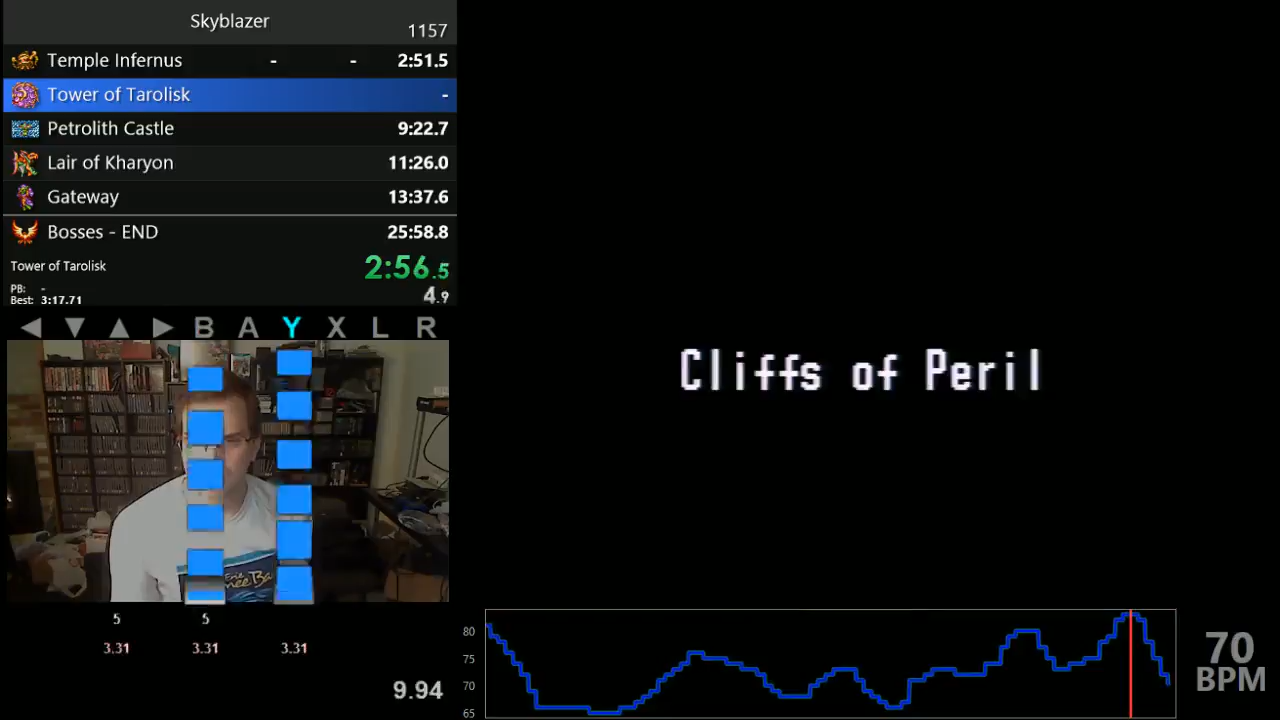 Skyblazer
1157
Temple Infernus - - 2:51.5
Tower of Tarolisk -
Petrolith Castle 9:22.7
Lair of Kharyon 11:26.0
Gateway 13:37.6
Bosses - END 25:58.8
Tower of Tarolisk 2:56.5
PB: -
Best: 3:17.71 4.9
B A Y X L R
Cliffs of Peril
5 5
3.31 3.31 3.31
9.94
80
75
70
65
70
BPM